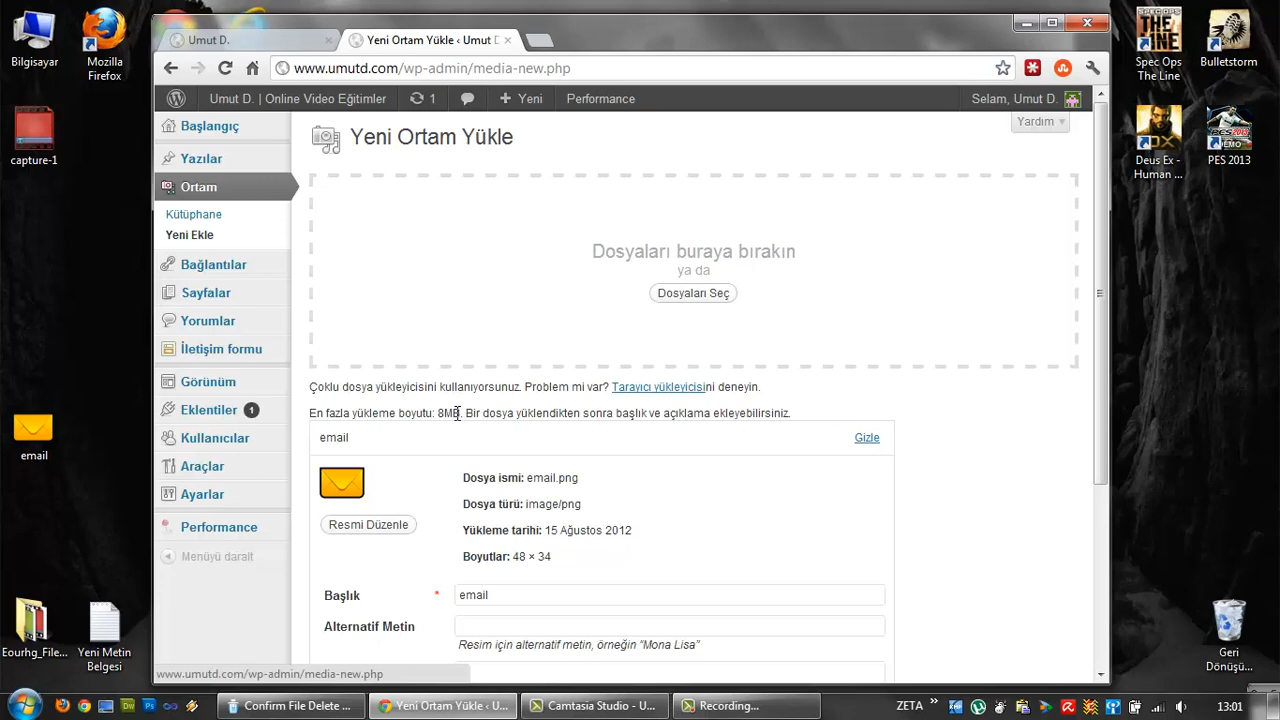 Bilgisayar
Mozilla
Firefox
capture-1
email
Eourhg_File...
Yeni Metin
Belgesi
Spec Ops
The Line
Bulletstorm
Deus Ex -
Human ...
PES 2013
Geri
Dönüşü...
Umut D.
Yeni Ortam Yükle ‹ Umut D
www.umutd.com/wp-admin/media-new.php
Umut D. | Online Video Eğitimler
1
Yeni
Performance
Selam, Umut D.
Başlangıç
Yazılar
Ortam
Kütüphane
Yeni Ekle
Bağlantılar
Sayfalar
Yorumlar
İletişim formu
Görünüm
Eklentiler 1
Kullanıcılar
Araçlar
Ayarlar
Performance
Menüyü daralt
Yardım
Yeni Ortam Yükle
Dosyaları buraya bırakın
ya da
Dosyaları Seç
Çoklu dosya yükleyicisini kullanıyorsunuz. Problem mi var? Tarayıcı yükleyicisini deneyin.
En fazla yükleme boyutu: 8MB. Bir dosya yüklendikten sonra başlık ve açıklama ekleyebilirsiniz.
email
Gizle
Dosya ismi: email.png
Dosya türü: image/png
Yükleme tarihi: 15 Ağustos 2012
Boyutlar: 48 × 34
Resmi Düzenle
Başlık * email
Alternatif Metin
Resim için alternatif metin, örneğin “Mona Lisa”
www.umutd.com/wp-admin/media-new.php
Confirm File Delete ...
Yeni Ortam Yükle ‹ U...
Camtasia Studio - U...
Recording...
ZETA
13:01